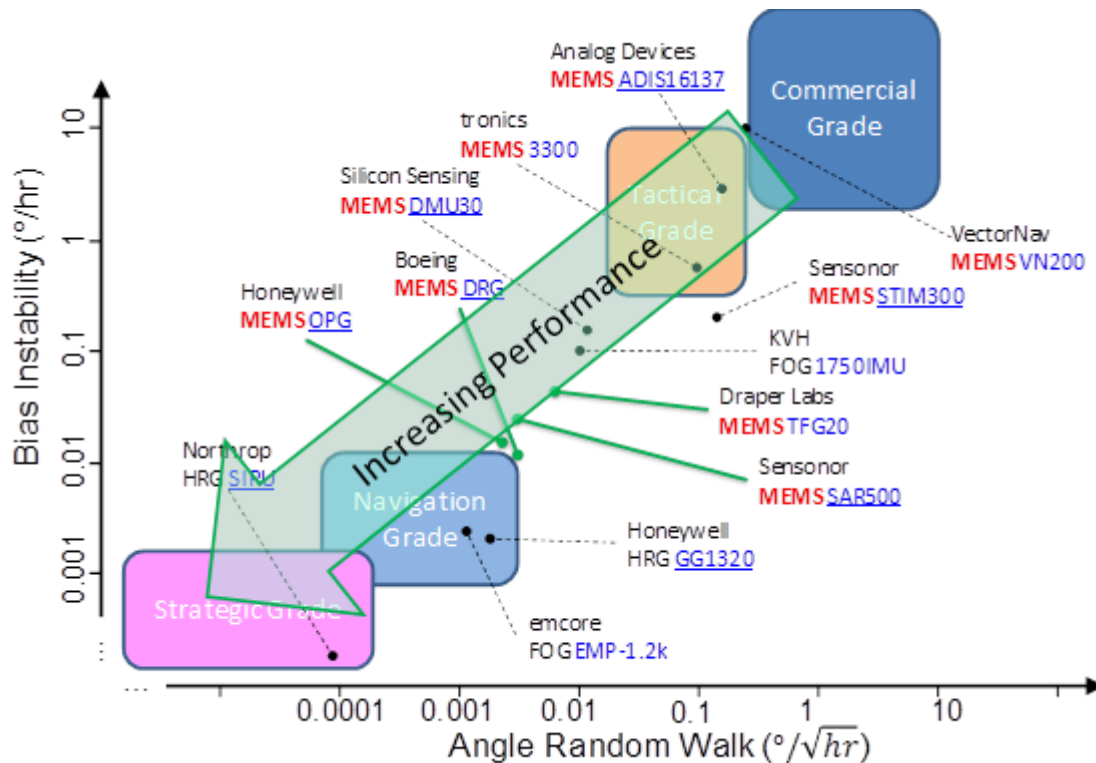 Analog Devices
MEMS ADIS16137
Commercial
Grade
tronics
MEMS 3300
Silicon Sensing
MEMS DMU30
Tactical
Grade
Boeing
MEMS DRG
VectorNav
MEMS VN200
Honeywell
MEMS OPG
Sensonor
MEMS STIM300
KVH
FOG 1750IMU
Increasing Performance
Draper Labs
MEMS TFG20
Northrop
HRG SIRU
Sensonor
MEMS SAR500
Navigation
Grade
Honeywell
HRG GG1320
Strategic Grade
emcore
FOG EMP-1.2k
Bias Instability (°/hr)
10
1
0.1
0.01
0.001
...
...
0.0001 0.001 0.01 0.1 1 10
Angle Random Walk (°/√hr)